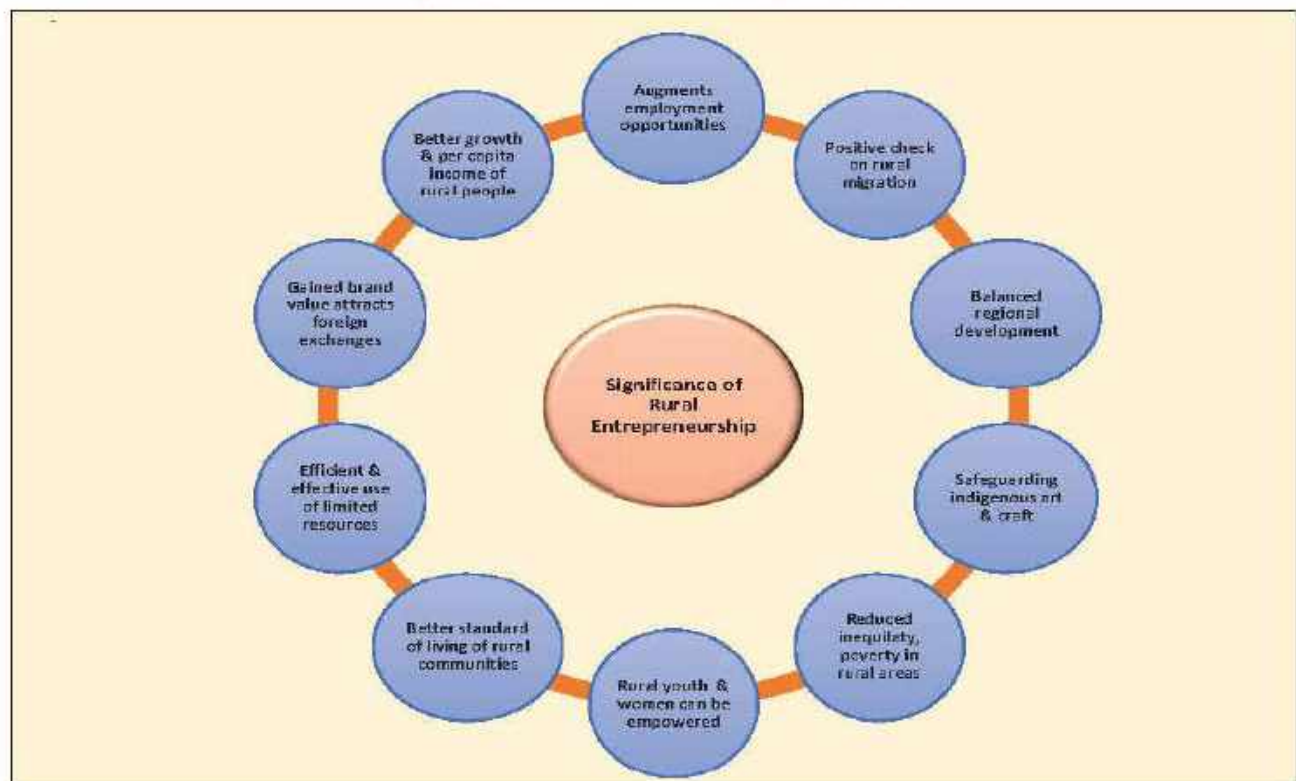 Augments
employment
opportunities
Positive check
on rural
migration
Balanced
regional
development
Safeguarding
indigenous art
& craft
Reduced
inequilaty,
poverty in
rural areas
Rural youth &
women can be
empowered
Better standard
of living of rural
communities
Efficient &
effective use
of limited
resources
Gained brand
value attracts
foreign
exchanges
Better growth
& per capita
income of
rural people
Significance of
Rural
Entrepreneurship